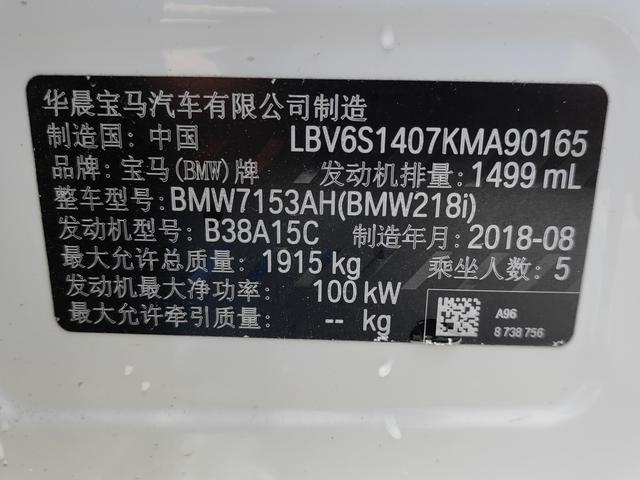 华晨宝马汽车有限公司制造
制造国：中国 LBV6S1407KMA90165
品牌：宝马(BMW)牌 发动机排量：1499 mL
整车型号：BMW7153AH(BMW218i)
发动机型号：B38A15C 制造年月：2018-08
最大允许总质量：1915 kg 乘坐人数：5
发动机最大净功率：100 kW
最大允许牵引质量： -- kg
A96
8 738 756